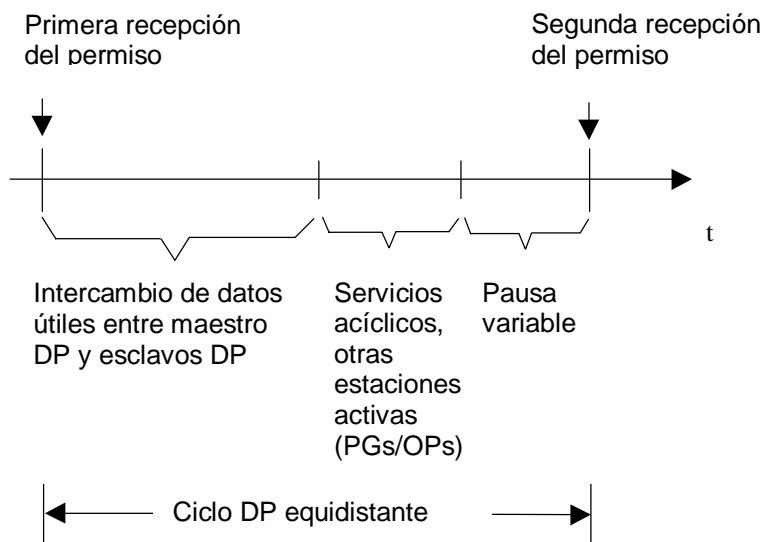 Primera recepción
del permiso
Segunda recepción
del permiso
t
Intercambio de datos
útiles entre maestro
DP y esclavos DP
Servicios
acíclicos,
otras
estaciones
activas
(PGs/OPs)
Pausa
variable
Ciclo DP equidistante